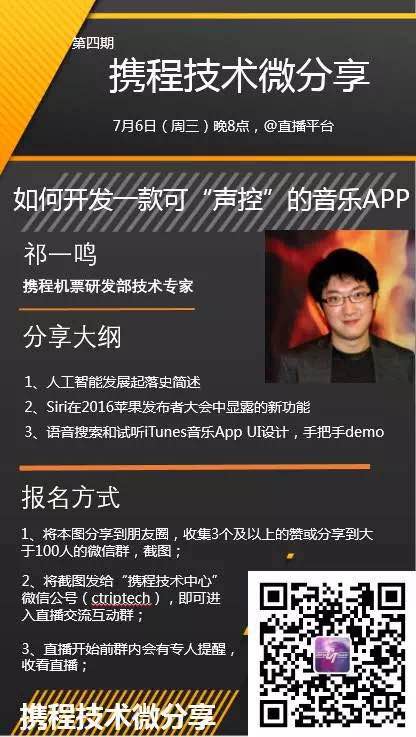 第四期
携程技术微分享
7月6日（周三）晚8点，@直播平台
如何开发一款可“声控”的音乐APP
祁一鸣
携程机票研发部技术专家
分享大纲
1、人工智能发展起落史简述
2、Siri在2016苹果发布者大会中显露的新功能
3、语音搜索和试听iTunes音乐App UI设计，手把手demo
报名方式
1、将本图分享到朋友圈，收集3个及以上的赞或分享到大
于100人的微信群，截图；
2、将截图发给“携程技术中心”
微信公号（ctriptech），即可进
入直播交流互动群；
3、直播开始前群内会有专人提醒，
收看直播；
携程技术微分享